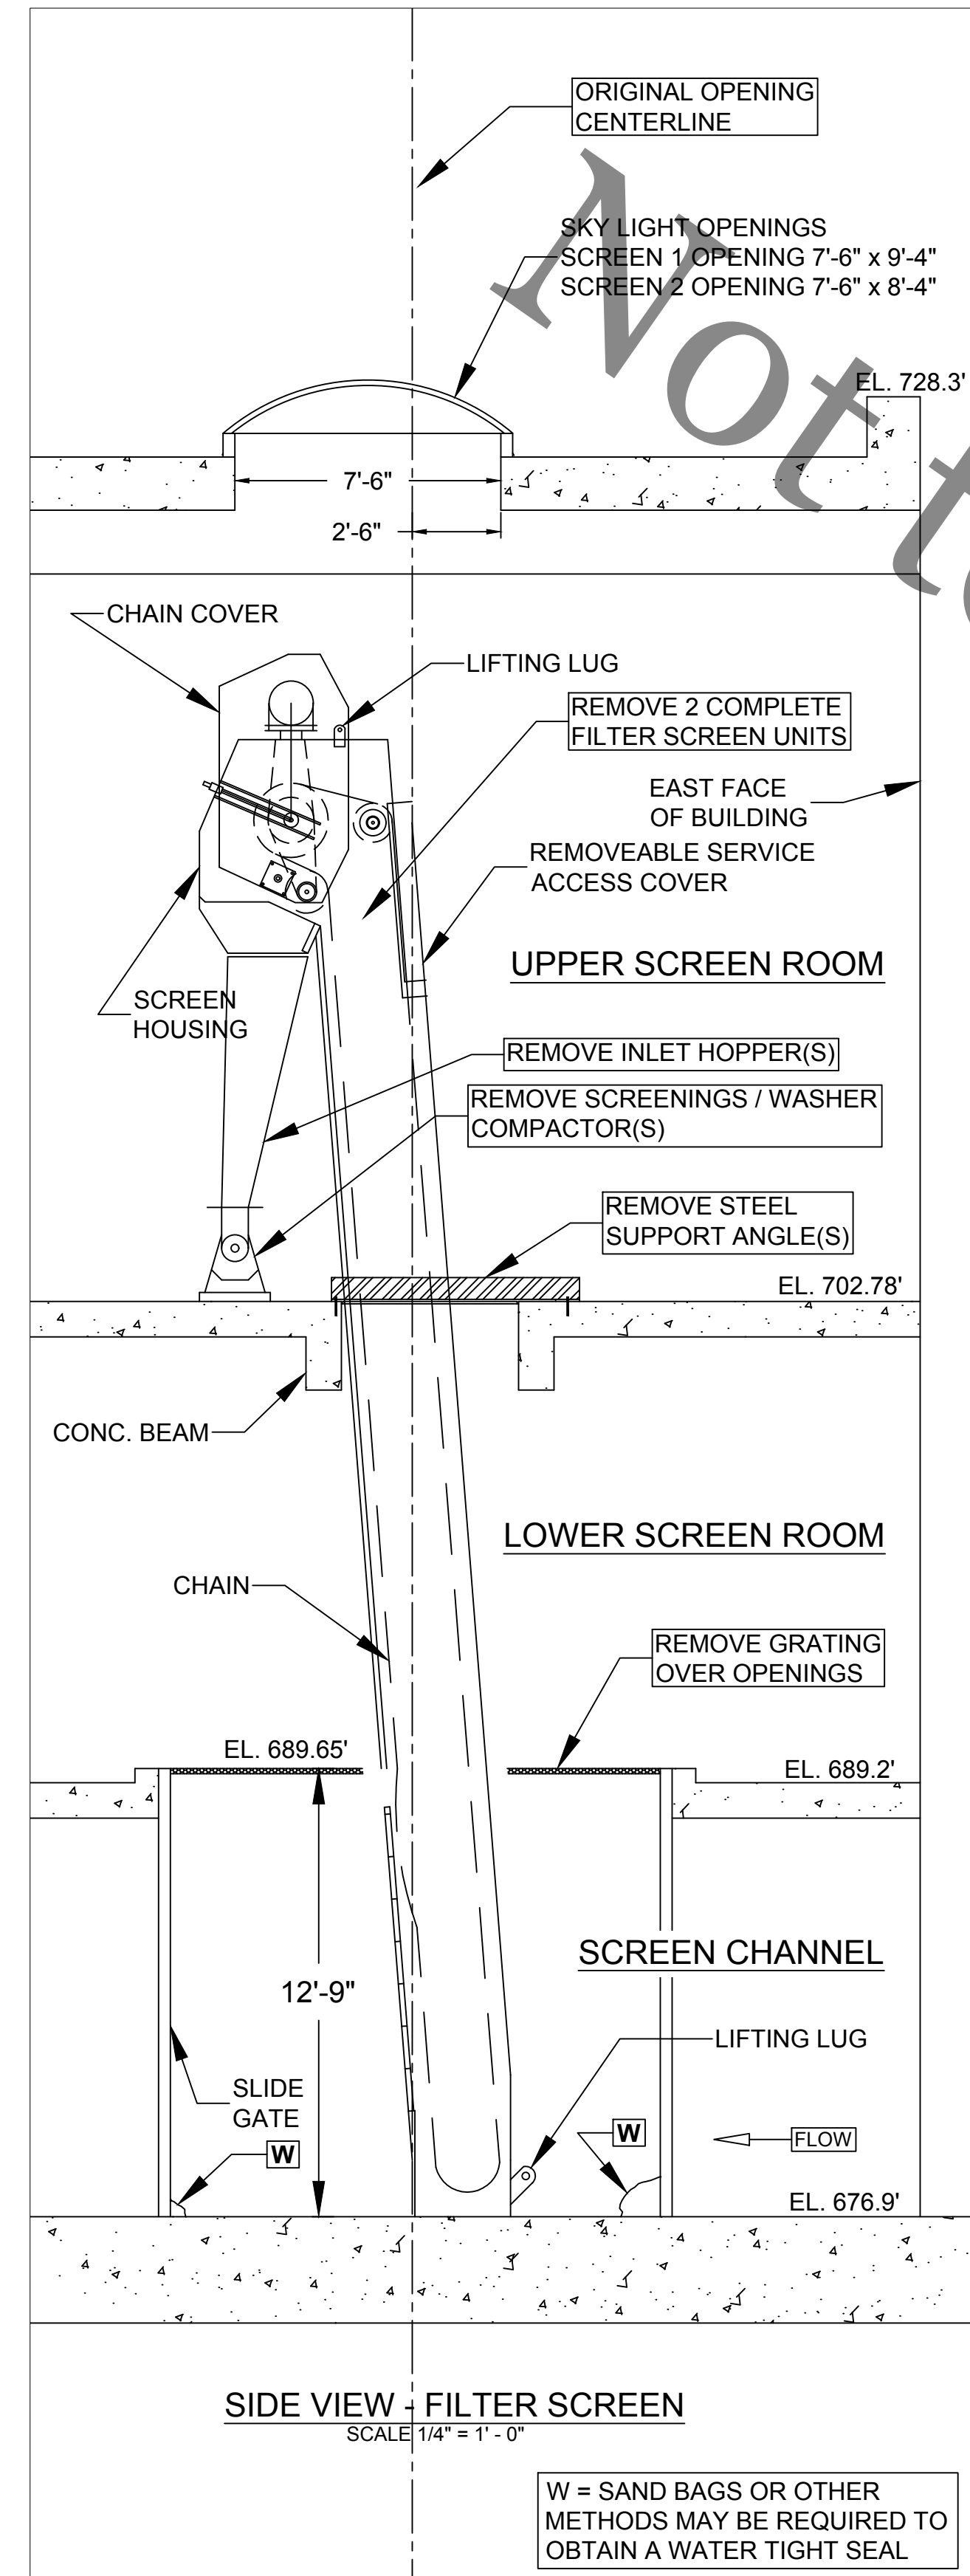 ORIGINAL OPENING
CENTERLINE
SKY LIGHT OPENINGS
SCREEN 1 OPENING 7'-6" x 9'-4"
SCREEN 2 OPENING 7'-6" x 8'-4"
Not
EL. 728.3'
7'-6"
2'-6"
CHAIN COVER
LIFTING LUG
REMOVE 2 COMPLETE
FILTER SCREEN UNITS
EAST FACE
OF BUILDING
REMOVEABLE SERVICE
ACCESS COVER
UPPER SCREEN ROOM
SCREEN
HOUSING
REMOVE INLET HOPPER(S)
REMOVE SCREENINGS / WASHER
COMPACTOR(S)
REMOVE STEEL
SUPPORT ANGLE(S)
EL. 702.78'
CONC. BEAM
LOWER SCREEN ROOM
CHAIN
REMOVE GRATING
OVER OPENINGS
EL. 689.65'
EL. 689.2'
SCREEN CHANNEL
12'-9"
LIFTING LUG
SLIDE
GATE
W
W
FLOW
EL. 676.9'
SIDE VIEW - FILTER SCREEN
SCALE 1/4" = 1' - 0"
W = SAND BAGS OR OTHER
METHODS MAY BE REQUIRED TO
OBTAIN A WATER TIGHT SEAL